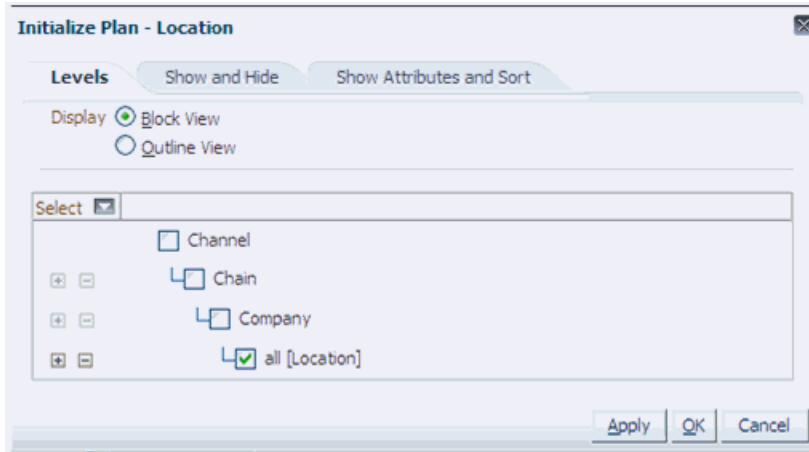 Initialize Plan - Location
Levels Show and Hide Show Attributes and Sort
Display Block View
Outline View
Select
Channel
Chain
Company
all [Location]
Apply OK Cancel